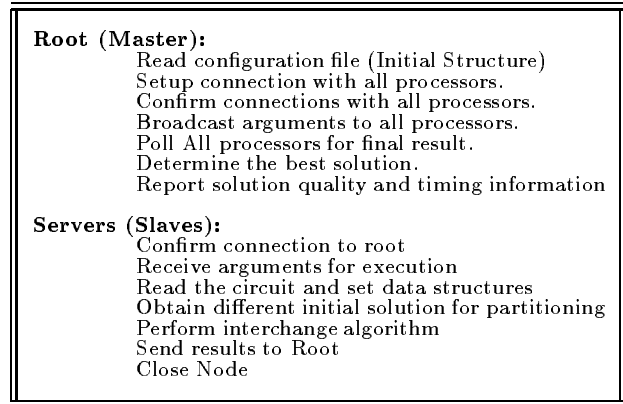 Root (Master):
Read configuration file (Initial Structure)
Setup connection with all processors.
Confirm connections with all processors.
Broadcast arguments to all processors.
Poll All processors for final result.
Determine the best solution.
Report solution quality and timing information
Servers (Slaves):
Confirm connection to root
Receive arguments for execution
Read the circuit and set data structures
Obtain different initial solution for partitioning
Perform interchange algorithm
Send results to Root
Close Node